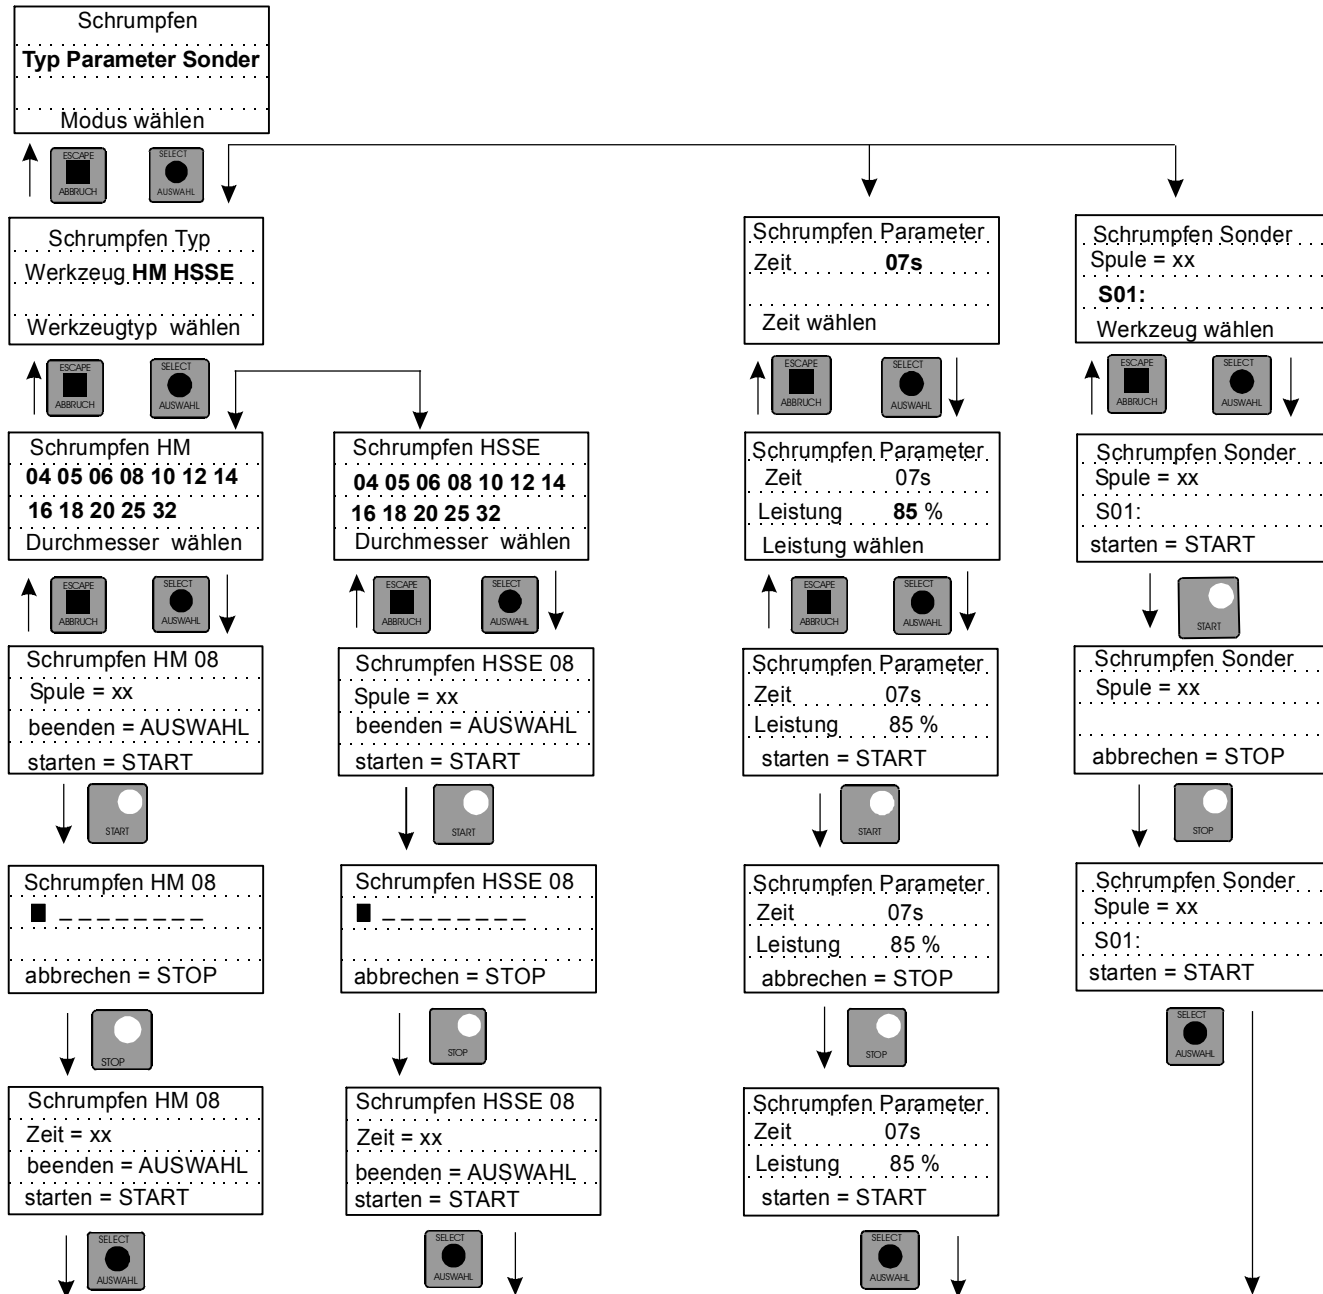 Schrumpfen
Typ Parameter Sonder
Modus wählen
ESCAPE
ABBRUCH
SELECT
AUSWAHL
Schrumpfen Typ
Werkzeug HM HSSE
Werkzeugtyp wählen
Schrumpfen Parameter
Zeit 07s
Zeit wählen
Schrumpfen Sonder
Spule = xx
S01:
Werkzeug wählen
ESCAPE
ABBRUCH
SELECT
AUSWAHL
ESCAPE
ABBRUCH
SELECT
AUSWAHL
ESCAPE
ABBRUCH
SELECT
AUSWAHL
Schrumpfen HM
04 05 06 08 10 12 14
16 18 20 25 32
Durchmesser wählen
Schrumpfen HSSE
04 05 06 08 10 12 14
16 18 20 25 32
Durchmesser wählen
Schrumpfen Parameter
Zeit 07s
Leistung 85 %
Leistung wählen
Schrumpfen Sonder
Spule = xx
S01:
starten = START
ESCAPE
ABBRUCH
SELECT
AUSWAHL
ESCAPE
ABBRUCH
SELECT
AUSWAHL
ESCAPE
ABBRUCH
SELECT
AUSWAHL
START
Schrumpfen HM 08
Spule = xx
beenden = AUSWAHL
starten = START
Schrumpfen HSSE 08
Spule = xx
beenden = AUSWAHL
starten = START
Schrumpfen Parameter
Zeit 07s
Leistung 85 %
starten = START
Schrumpfen Sonder
Spule = xx
abbrechen = STOP
START
START
START
STOP
Schrumpfen HM 08
_ _ _ _ _ _ _ _
abbrechen = STOP
Schrumpfen HSSE 08
_ _ _ _ _ _ _ _
abbrechen = STOP
Schrumpfen Parameter
Zeit 07s
Leistung 85 %
abbrechen = STOP
Schrumpfen Sonder
Spule = xx
S01:
starten = START
STOP
STOP
STOP
SELECT
AUSWAHL
Schrumpfen HM 08
Zeit = xx
beenden = AUSWAHL
starten = START
Schrumpfen HSSE 08
Zeit = xx
beenden = AUSWAHL
starten = START
Schrumpfen Parameter
Zeit 07s
Leistung 85 %
starten = START
SELECT
AUSWAHL
SELECT
AUSWAHL
SELECT
AUSWAHL